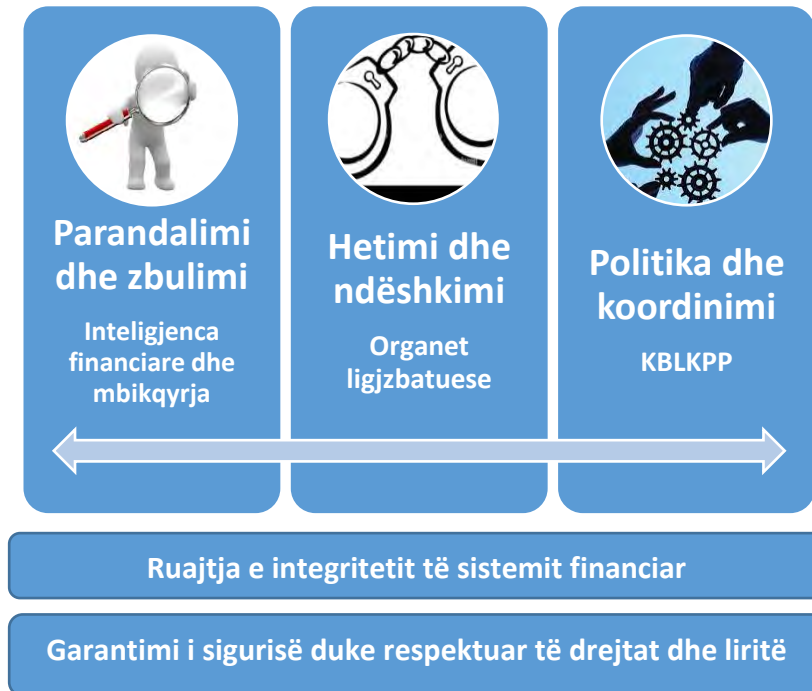 Parandalimi
dhe zbulimi
Inteligjenca
financiare dhe
mbikqyrja
Hetimi dhe
ndëshkimi
Organet
ligjzbatuese
Politika dhe
koordinimi
KBLKPP
Ruajtja e integritetit të sistemit financiar
Garantimi i sigurisë duke respektuar të drejtat dhe liritë